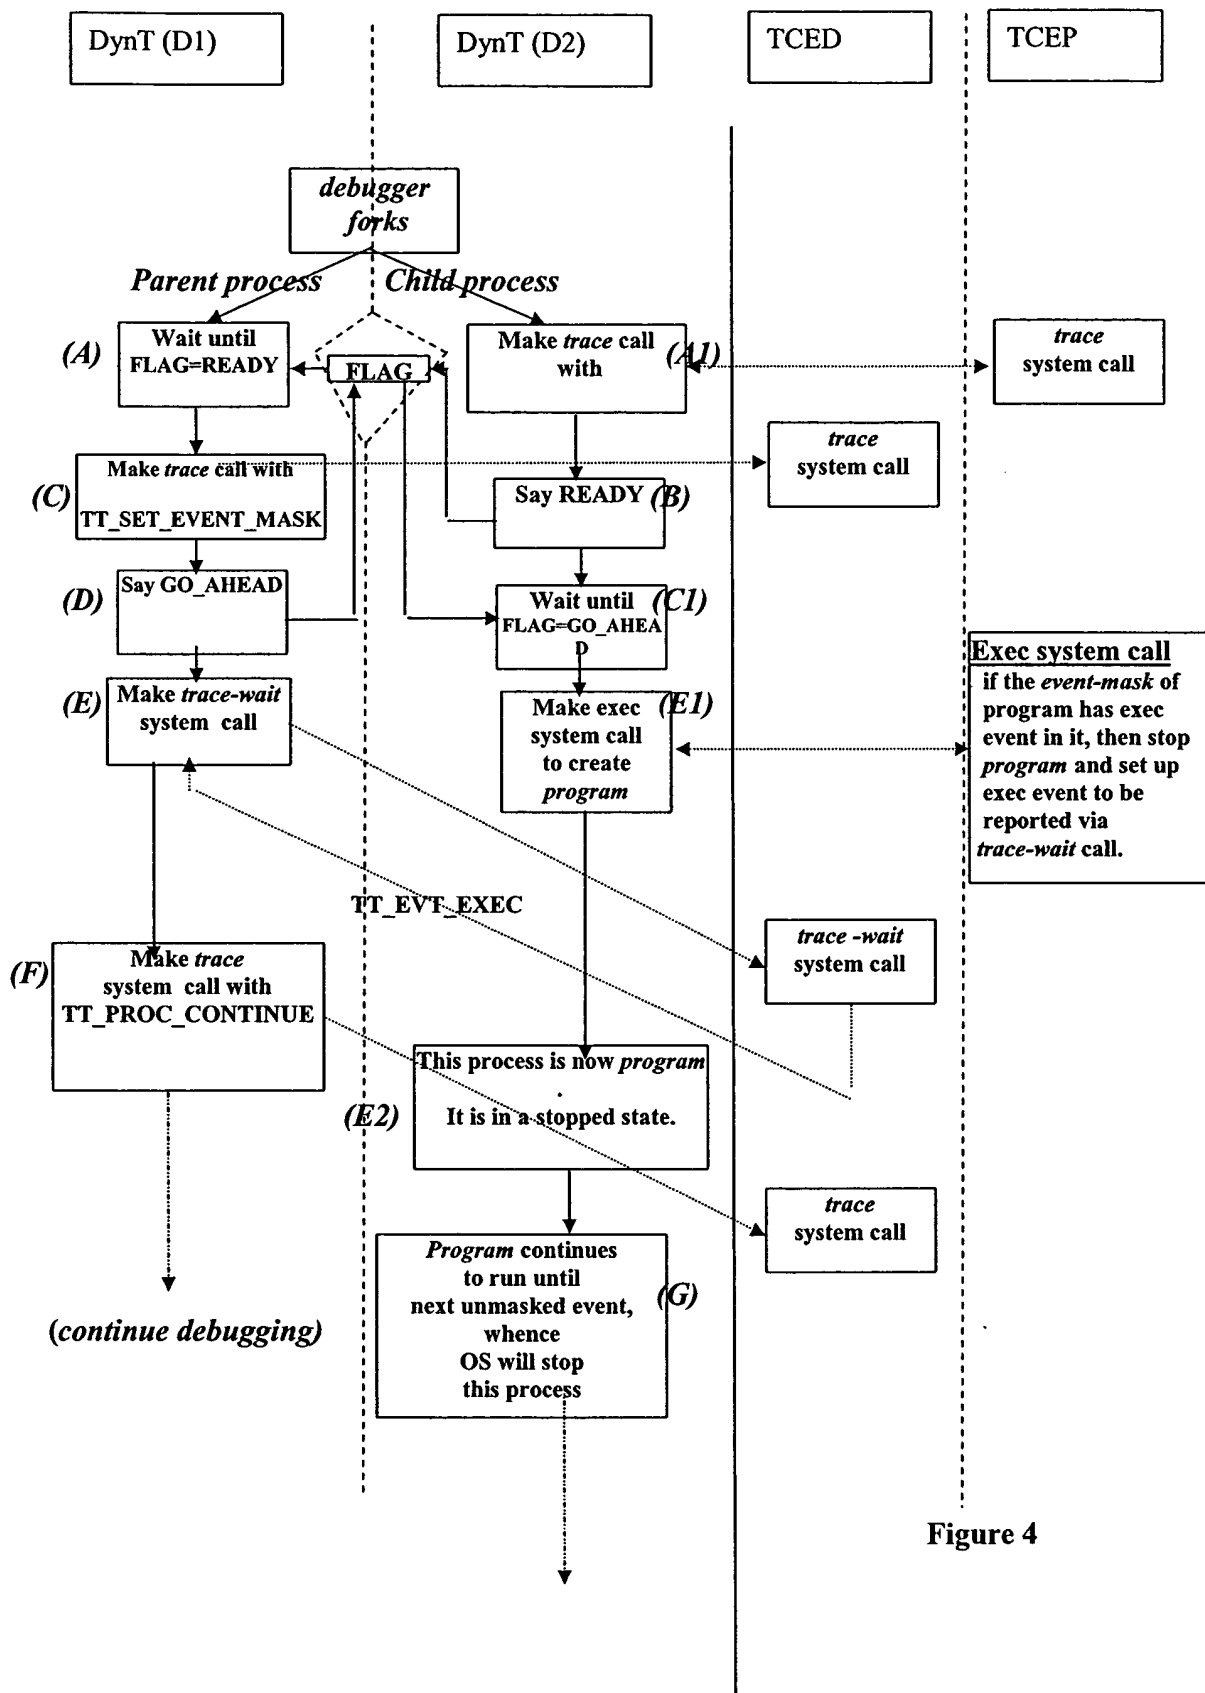 DynT (D1)
DynT (D2)
TCED
TCEP
debugger
forks
Parent process
Child process
(A)
Wait until
FLAG=READY
FLAG
Make trace call
with
(A1)
trace
system call
trace
system call
(C)
Make trace call with
TT_SET_EVENT_MASK
Say READY
(B)
(D)
Say GO_AHEAD
Wait until
FLAG=GO_AHEA
D
(C1)
(E)
Make trace-wait
system call
Make exec
system call
to create
program
(E1)
Exec system call
if the event-mask of
program has exec
event in it, then stop
program and set up
exec event to be
reported via
trace-wait call.
TT_EVT_EXEC
trace -wait
system call
(F)
Make trace
system call with
TT_PROC_CONTINUE
This process is now program
.
It is in a stopped state.
(E2)
trace
system call
Program continues
to run until
next unmasked event,
whence
OS will stop
this process
(G)
(continue debugging)
Figure 4